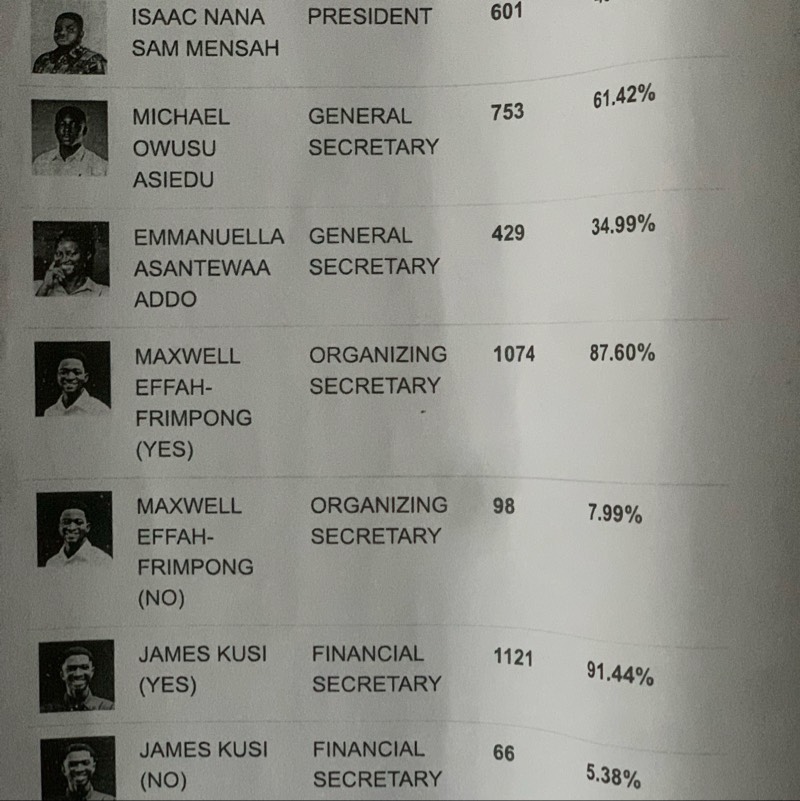 ISAAC NANA PRESIDENT 601
SAM MENSAH
MICHAEL GENERAL 753 61.42%
OWUSU SECRETARY
ASIEDU
EMMANUELLA GENERAL 429 34.99%
ASANTEWAA SECRETARY
ADDO
MAXWELL ORGANIZING 1074 87.60%
EFFAH- SECRETARY
FRIMPONG
(YES)
MAXWELL ORGANIZING 98 7.99%
EFFAH- SECRETARY
FRIMPONG
(NO)
JAMES KUSI FINANCIAL 1121 91.44%
(YES) SECRETARY
JAMES KUSI FINANCIAL 66 5.38%
(NO) SECRETARY